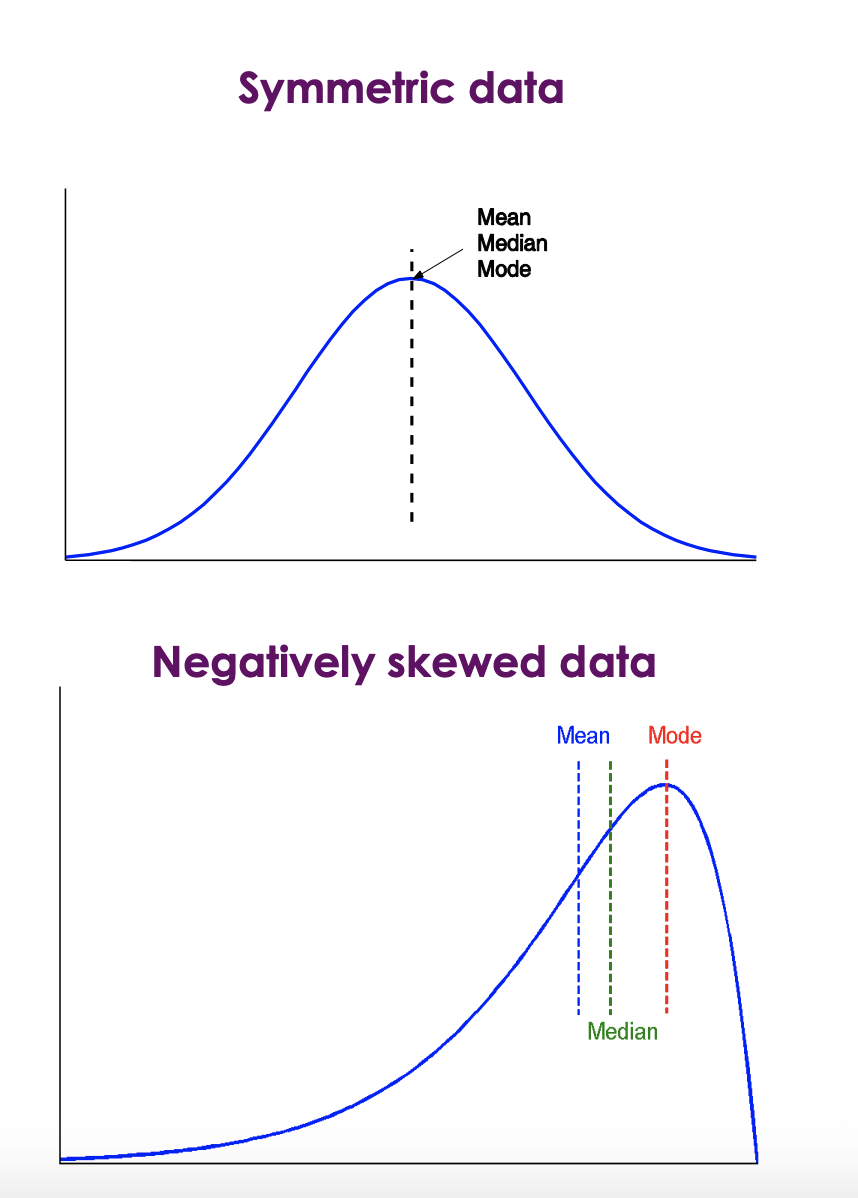 Symmetric data
Mean
Median
Mode
Negatively skewed data
Mean Mode
Median